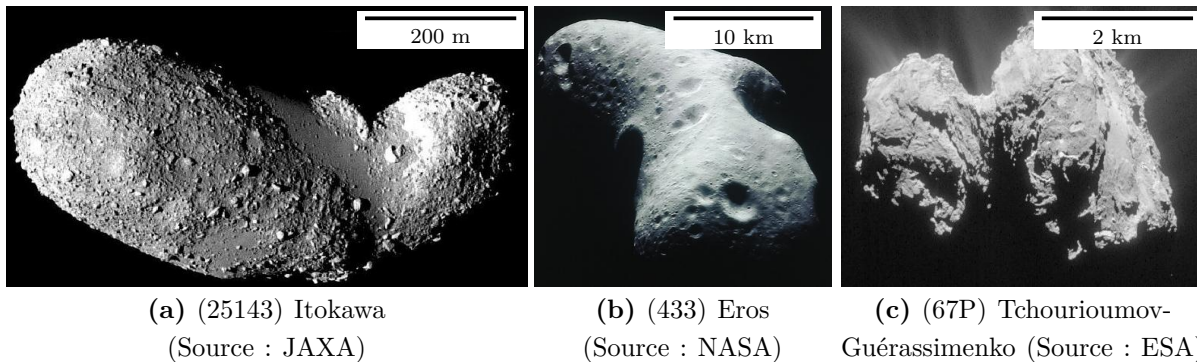 200 m
10 km
2 km
(a) (25143) Itokawa
(Source : JAXA)
(b) (433) Eros
(Source : NASA)
(c) (67P) Tchourioumov-
Guérassimenko (Source : ESA